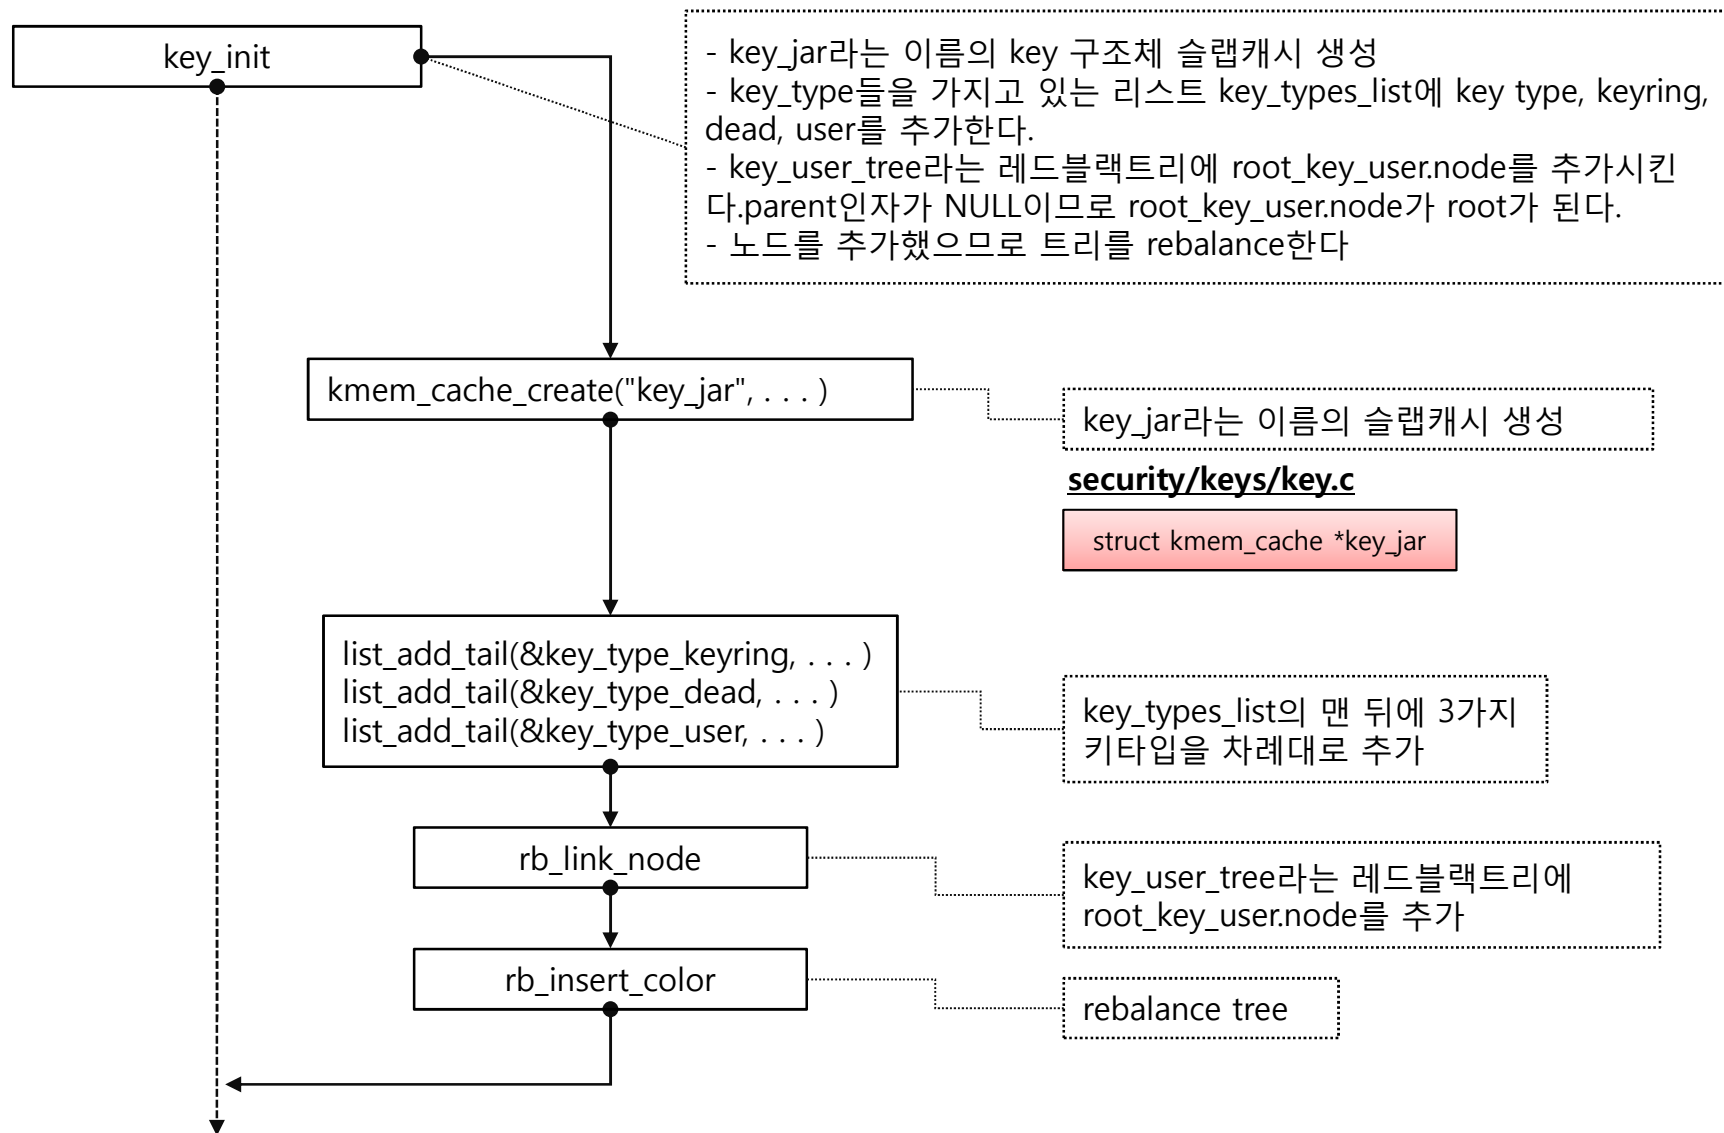 key_init
- key_jar라는 이름의 key 구조체 슬랩캐시 생성
- key_type들을 가지고 있는 리스트 key_types_list에 key type, keyring,
dead, user를 추가한다.
- key_user_tree라는 레드블랙트리에 root_key_user.node를 추가시킨
다.parent인자가 NULL이므로 root_key_user.node가 root가 된다.
- 노드를 추가했으므로 트리를 rebalance한다
kmem_cache_create("key_jar", . . . )
key_jar라는 이름의 슬랩캐시 생성
security/keys/key.c
struct kmem_cache *key_jar
list_add_tail(&key_type_keyring, . . . )
list_add_tail(&key_type_dead, . . . )
list_add_tail(&key_type_user, . . . )
key_types_list의 맨 뒤에 3가지
키타입을 차례대로 추가
rb_link_node
key_user_tree라는 레드블랙트리에
root_key_user.node를 추가
rb_insert_color
rebalance tree